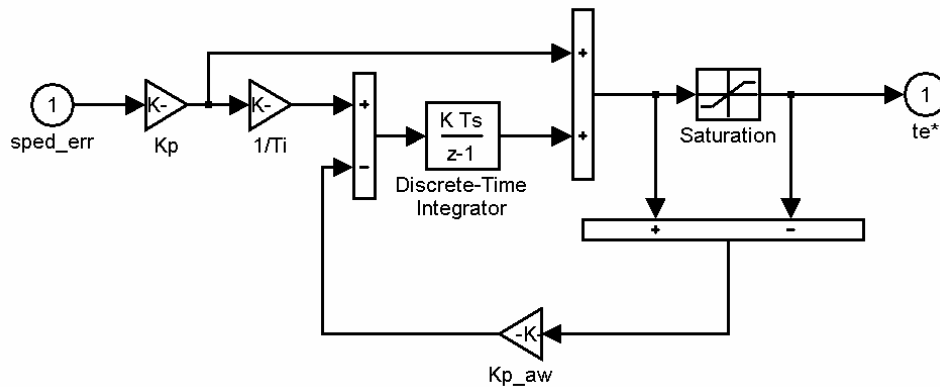 1
sped_err
K-
Kp
K-
1/Ti
+
−
K Ts
z-1
Discrete-Time
Integrator
+
+
Saturation
1
te*
+
−
-K-
Kp_aw